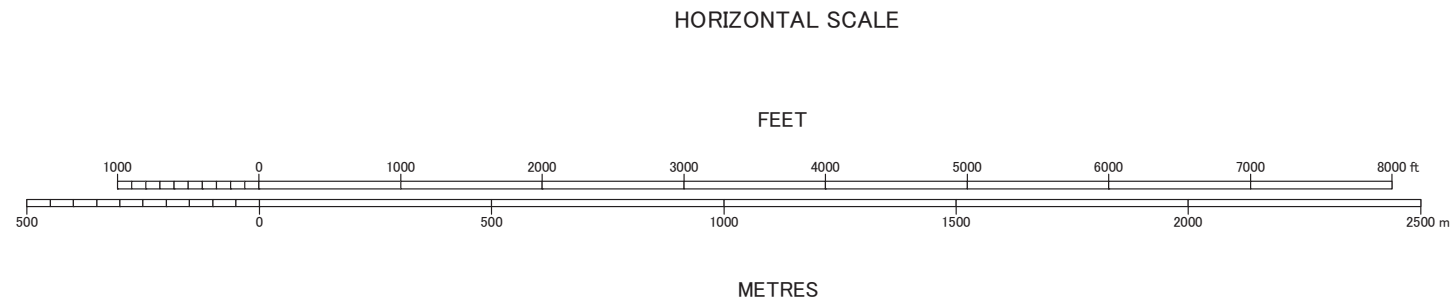 HORIZONTAL SCALE
FEET
1000 0 1000 2000 3000 4000 5000 6000 7000 8000 ft
500 0 500 1000 1500 2000 2500 m
METRES